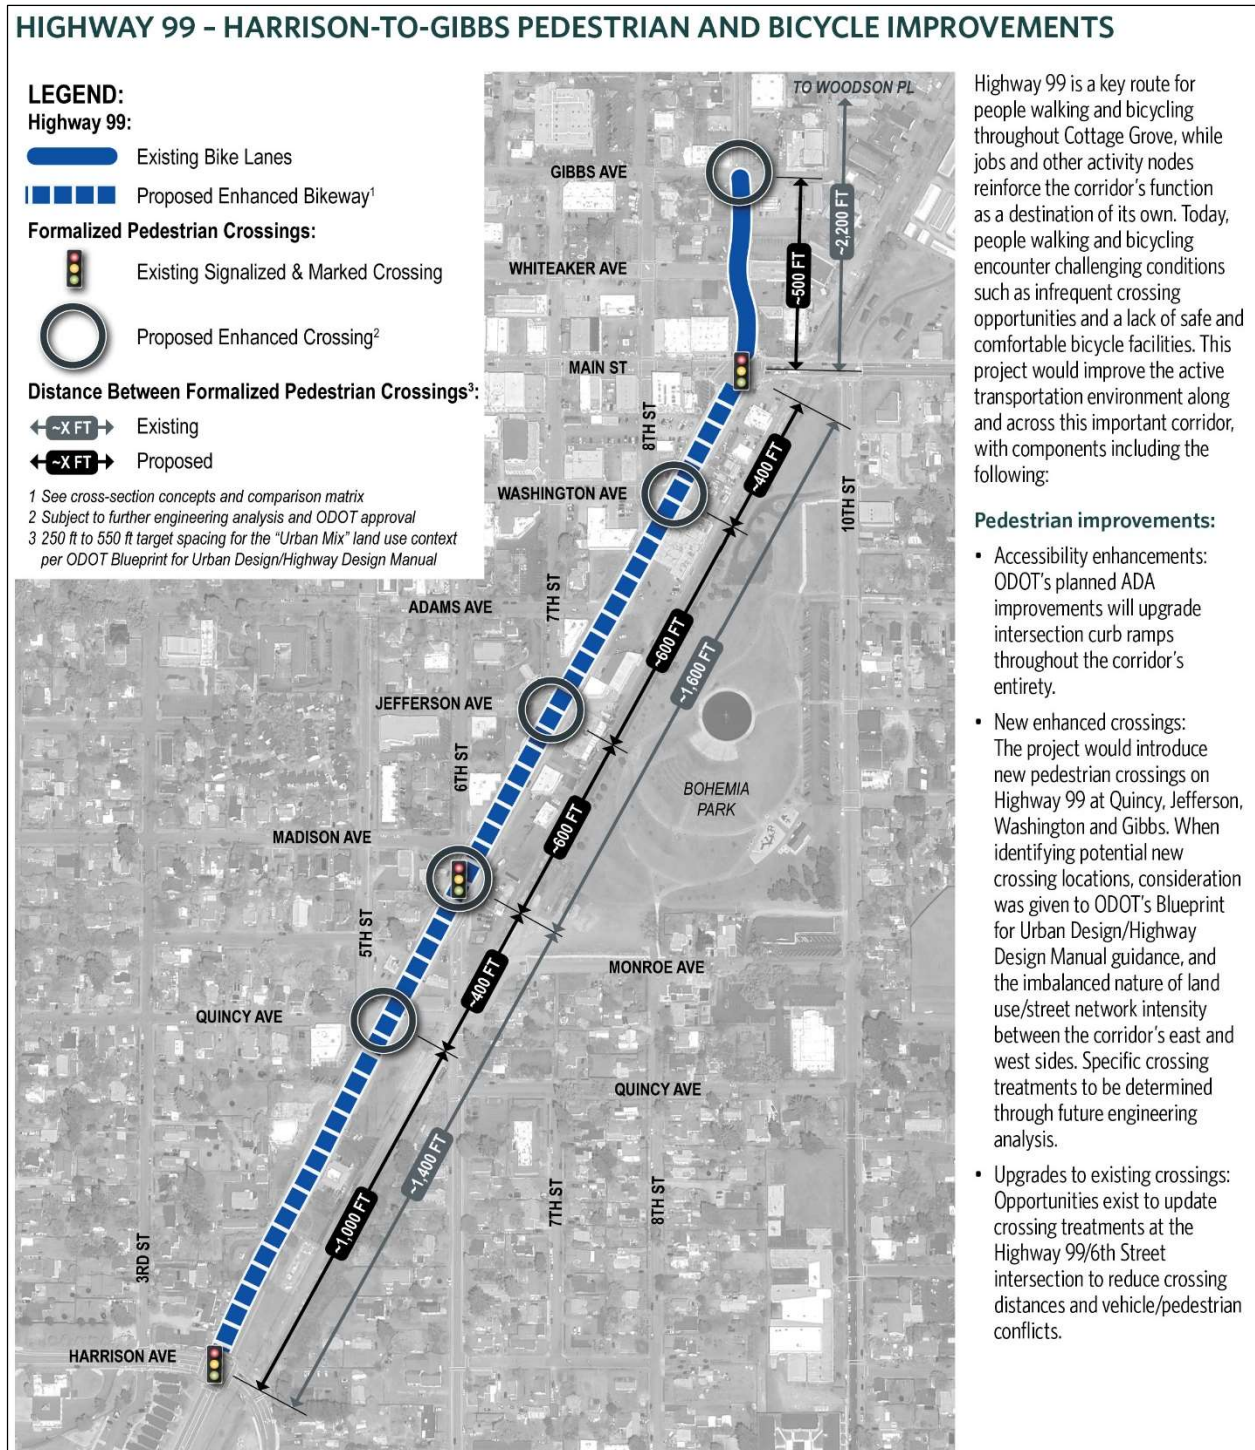 HIGHWAY 99 – HARRISON-TO-GIBBS PEDESTRIAN AND BICYCLE IMPROVEMENTS
LEGEND:
Highway 99:
Existing Bike Lanes
Proposed Enhanced Bikeway1
Formalized Pedestrian Crossings:
Existing Signalized & Marked Crossing
Proposed Enhanced Crossing2
Distance Between Formalized Pedestrian Crossings3:
~X FT Existing
~X FT Proposed
1 See cross-section concepts and comparison matrix
2 Subject to further engineering analysis and ODOT approval
3 250 ft to 550 ft target spacing for the "Urban Mix" land use context
per ODOT Blueprint for Urban Design/Highway Design Manual
TO WOODSON PL
GIBBS AVE
~2,200 FT
WHITEAKER AVE
~500 FT
MAIN ST
8TH ST
~400 FT
WASHINGTON AVE
10TH ST
7TH ST
ADAMS AVE
~600 FT
~1,600 FT
JEFFERSON AVE
6TH ST
BOHEMIA
PARK
~600 FT
MADISON AVE
5TH ST
MONROE AVE
~400 FT
QUINCY AVE
QUINCY AVE
~1,400 FT
~1,000 FT
7TH ST
8TH ST
3RD ST
HARRISON AVE
Highway 99 is a key route for
people walking and bicycling
throughout Cottage Grove, while
jobs and other activity nodes
reinforce the corridor's function
as a destination of its own. Today,
people walking and bicycling
encounter challenging conditions
such as infrequent crossing
opportunities and a lack of safe and
comfortable bicycle facilities. This
project would improve the active
transportation environment along
and across this important corridor,
with components including the
following:
Pedestrian improvements:
• Accessibility enhancements:
ODOT's planned ADA
improvements will upgrade
intersection curb ramps
throughout the corridor's
entirety.
• New enhanced crossings:
The project would introduce
new pedestrian crossings on
Highway 99 at Quincy, Jefferson,
Washington and Gibbs. When
identifying potential new
crossing locations, consideration
was given to ODOT's Blueprint
for Urban Design/Highway
Design Manual guidance, and
the imbalanced nature of land
use/street network intensity
between the corridor's east and
west sides. Specific crossing
treatments to be determined
through future engineering
analysis.
• Upgrades to existing crossings:
Opportunities exist to update
crossing treatments at the
Highway 99/6th Street
intersection to reduce crossing
distances and vehicle/pedestrian
conflicts.